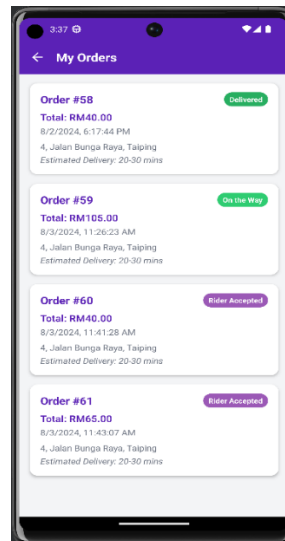 3:37
My Orders
Order #58
Delivered
Total: RM40.00
8/2/2024, 6:17:44 PM
4, Jalan Bunga Raya, Taiping
Estimated Delivery: 20-30 mins
Order #59
On the Way
Total: RM105.00
8/3/2024, 11:26:23 AM
4, Jalan Bunga Raya, Taiping
Estimated Delivery: 20-30 mins
Order #60
Rider Accepted
Total: RM40.00
8/3/2024, 11:41:28 AM
4, Jalan Bunga Raya, Taiping
Estimated Delivery: 20-30 mins
Order #61
Rider Accepted
Total: RM65.00
8/3/2024, 11:43:07 AM
4, Jalan Bunga Raya, Taiping
Estimated Delivery: 20-30 mins